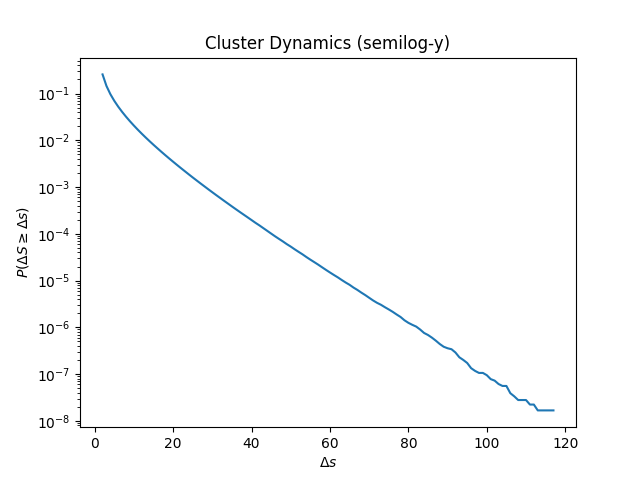 Cluster Dynamics (semilog-y)
P(ΔS ≥ Δs)
10⁻¹
10⁻²
10⁻³
10⁻⁴
10⁻⁵
10⁻⁶
10⁻⁷
10⁻⁸
0 20 40 60 80 100 120
Δs